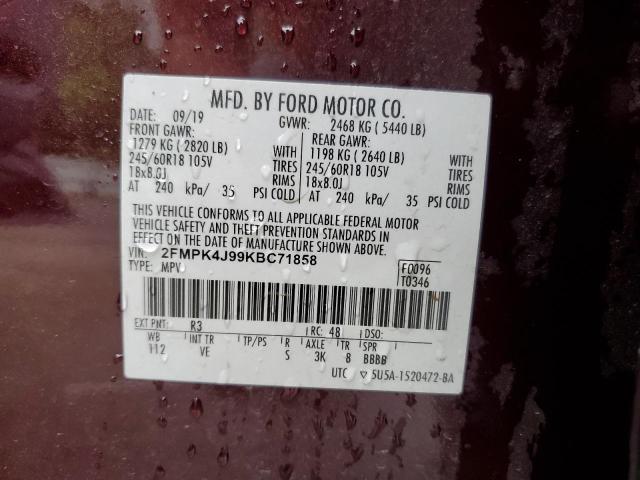 MFD. BY FORD MOTOR CO.
DATE: 09/19 GVWR: 2468 KG ( 5440 LB)
FRONT GAWR: REAR GAWR:
1279 KG ( 2820 LB) 1198 KG ( 2640 LB)
245/60R18 105V TIRES 245/60R18 105V TIRES
18x8.0J RIMS 18x8.0J RIMS
AT 240 kPa/ 35 PSI COLD AT 240 kPa/ 35 PSI COLD
THIS VEHICLE CONFORMS TO ALL APPLICABLE FEDERAL MOTOR
VEHICLE SAFETY AND THEFT PREVENTION STANDARDS IN
EFFECT ON THE DATE OF MANUFACTURE SHOWN ABOVE.
VIN: 2FMPK4J99KBC71858 F0096
TYPE: MPV T0346
EXT PNT: R3 RC: 48 DSO:
WB INT TR TP/PS R AXLE TR SPR
112 VE S 3K 8 BBBB
UTC ▽ 5U5A-1520472-BA